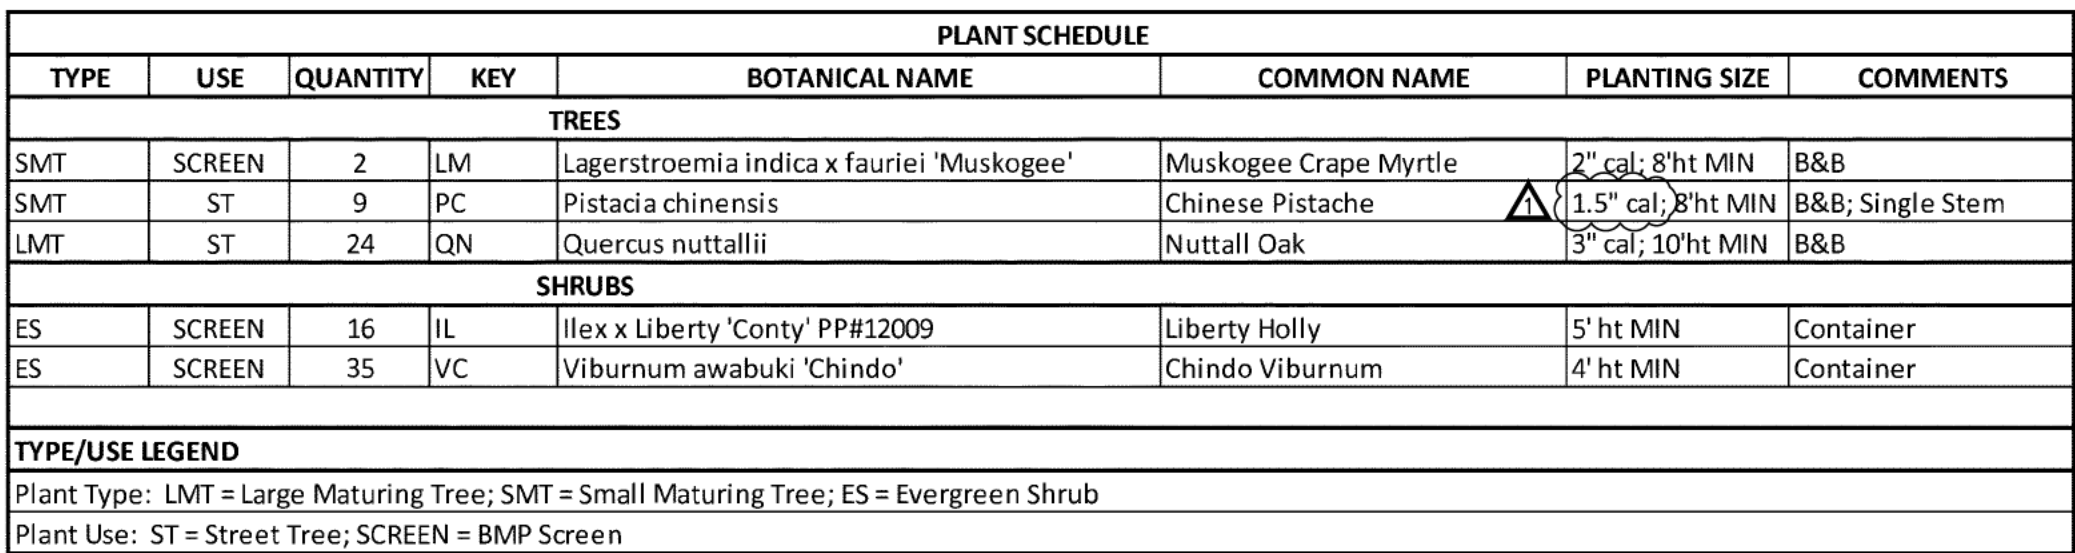 PLANT SCHEDULE
TYPE USE QUANTITY KEY BOTANICAL NAME COMMON NAME PLANTING SIZE COMMENTS
TREES
SMT SCREEN 2 LM Lagerstroemia indica x fauriei 'Muskogee' Muskogee Crape Myrtle 2" cal; 8'ht MIN B&B
SMT ST 9 PC Pistacia chinensis Chinese Pistache 1 1.5" cal; 8'ht MIN B&B; Single Stem
LMT ST 24 QN Quercus nuttallii Nuttall Oak 3" cal; 10'ht MIN B&B
SHRUBS
ES SCREEN 16 IL Ilex x Liberty 'Conty' PP#12009 Liberty Holly 5' ht MIN Container
ES SCREEN 35 VC Viburnum awabuki 'Chindo' Chindo Viburnum 4' ht MIN Container
TYPE/USE LEGEND
Plant Type: LMT = Large Maturing Tree; SMT = Small Maturing Tree; ES = Evergreen Shrub
Plant Use: ST = Street Tree; SCREEN = BMP Screen